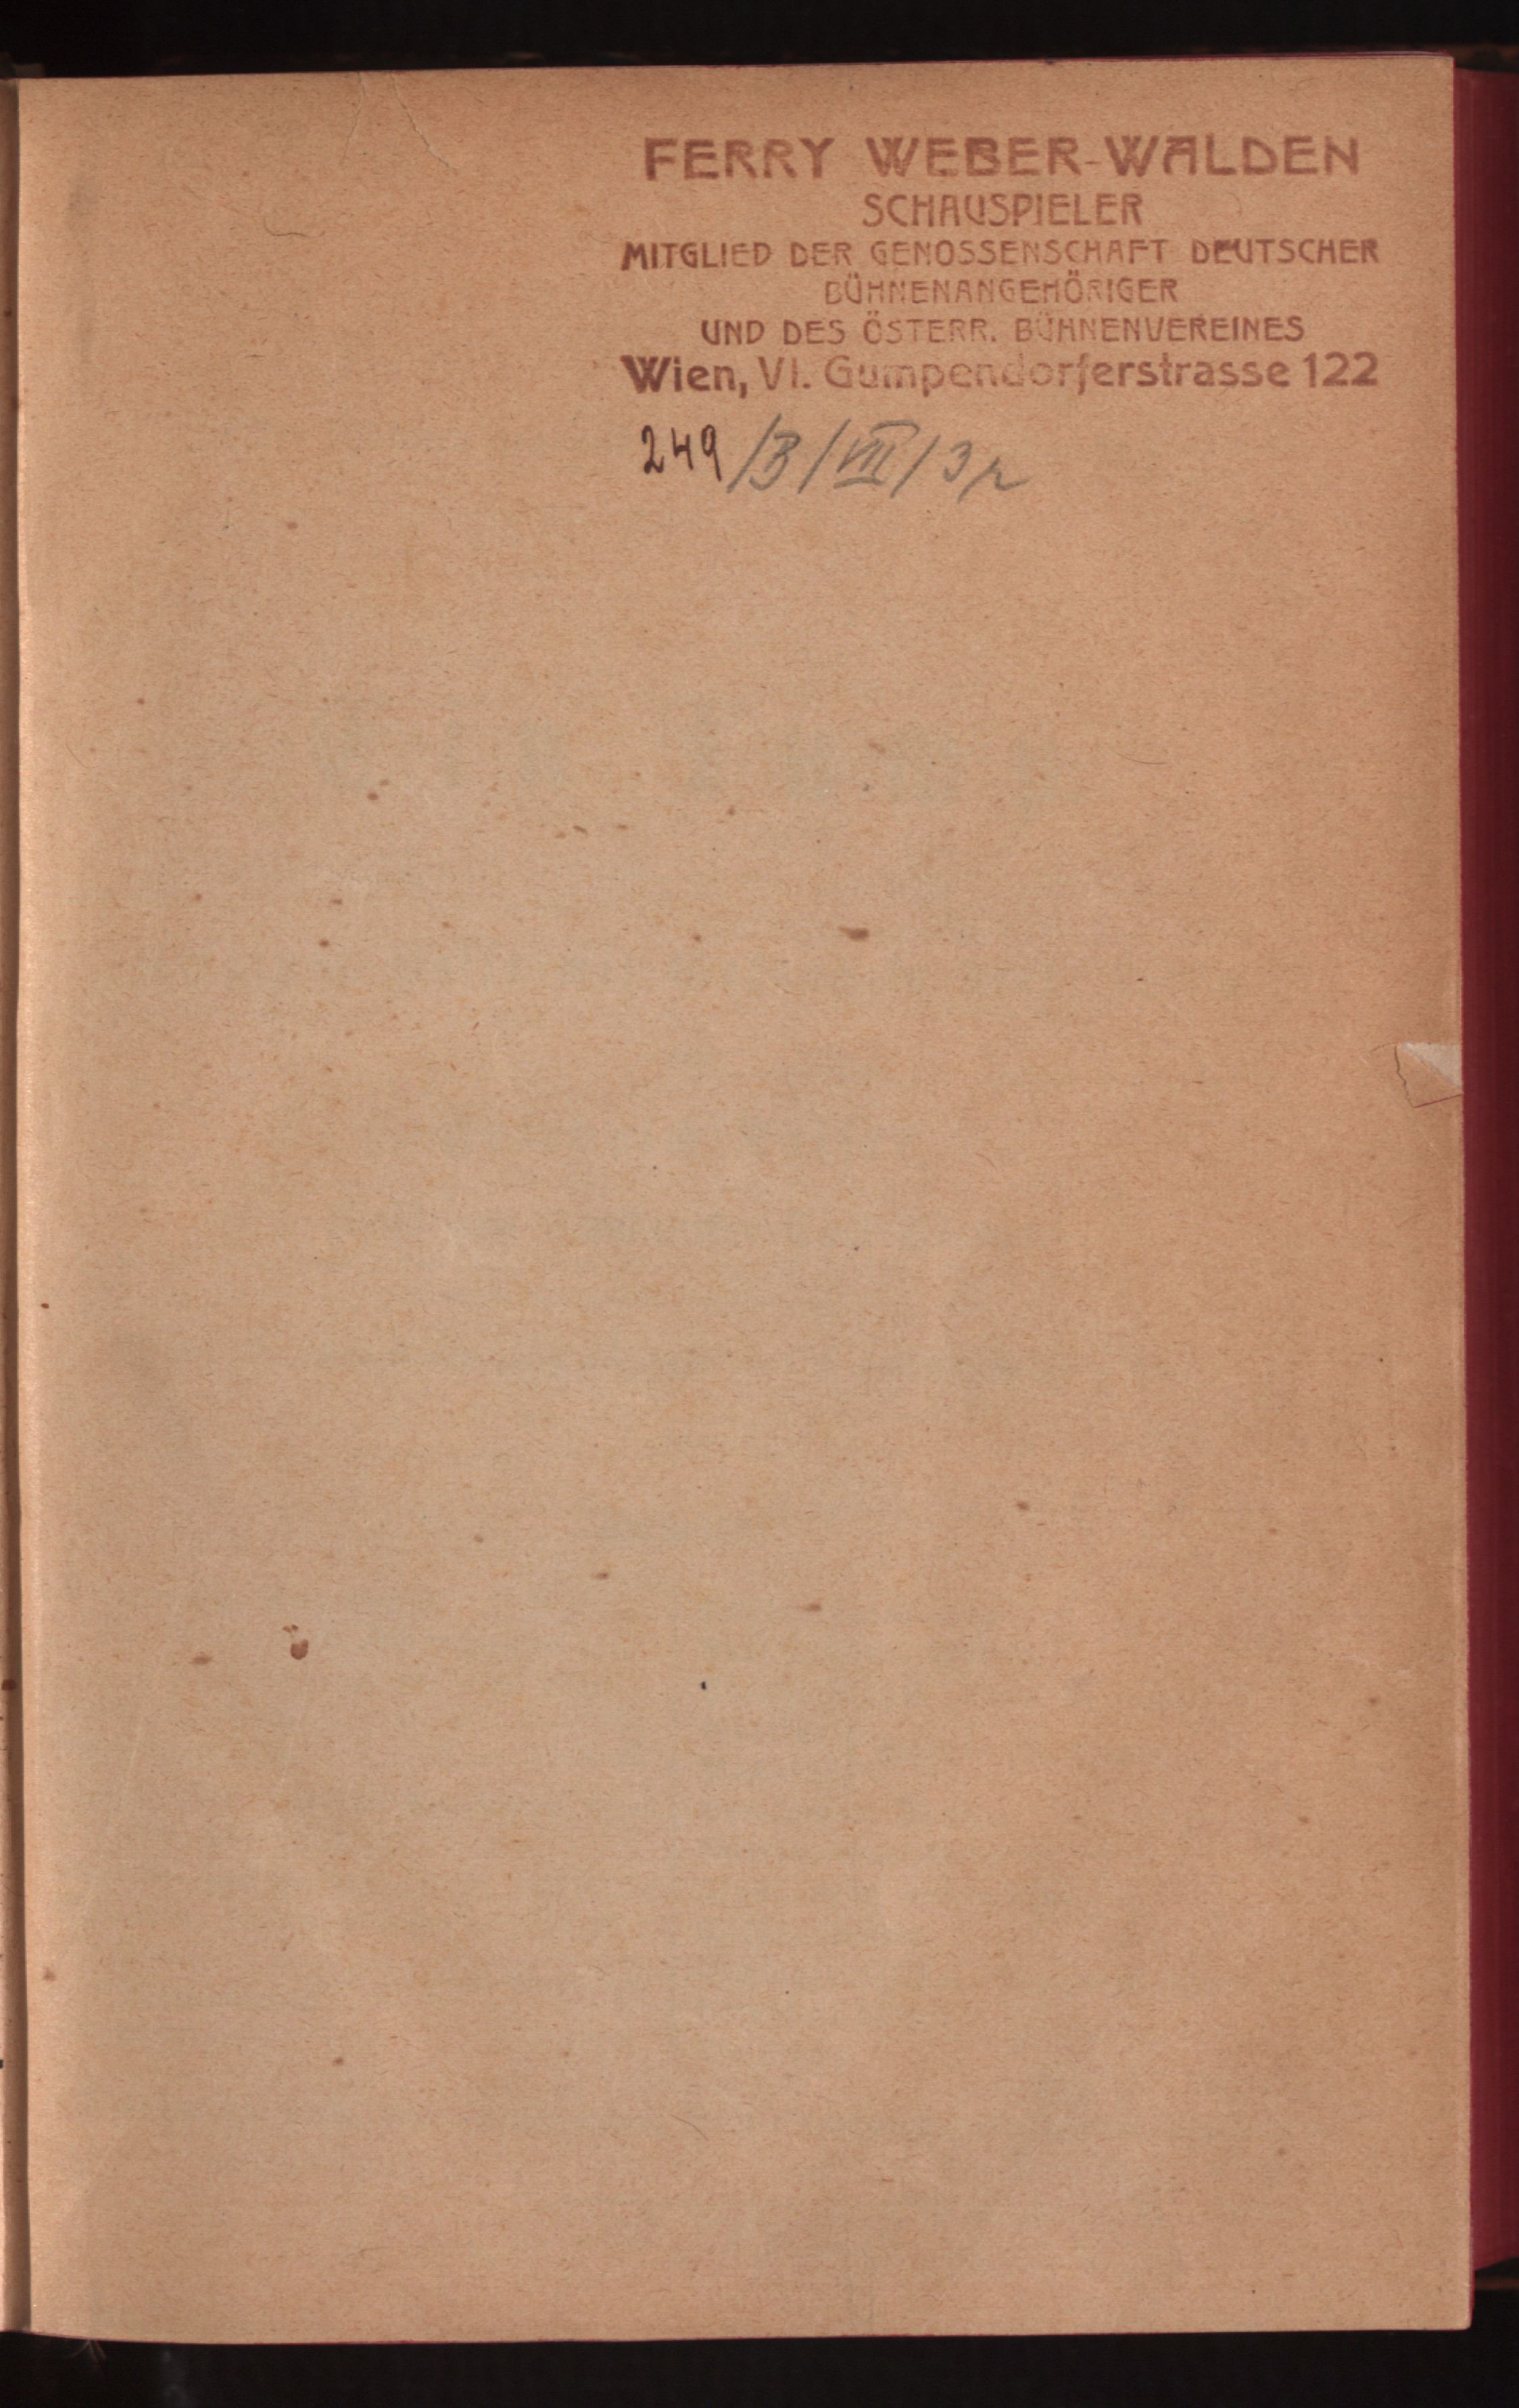 FERRY WEBER-WALDEN
SCHAUSPIELER
MITGLIED DER GENOSSENSCHAFT DEUTSCHER
BÜHNENANGEHÖRIGER
UND DES ÖSTERR. BÜHNENVEREINES
Wien, VI. Gumpendorferstrasse 122
249/B/VII/3